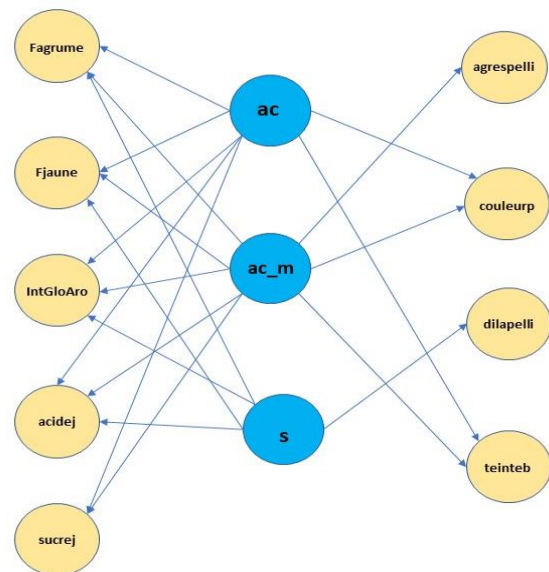 Fagrume
Fjaune
IntGloAro
acidej
sucrej
ac
ac_m
s
agrespelli
couleurp
dilapelli
teinteb